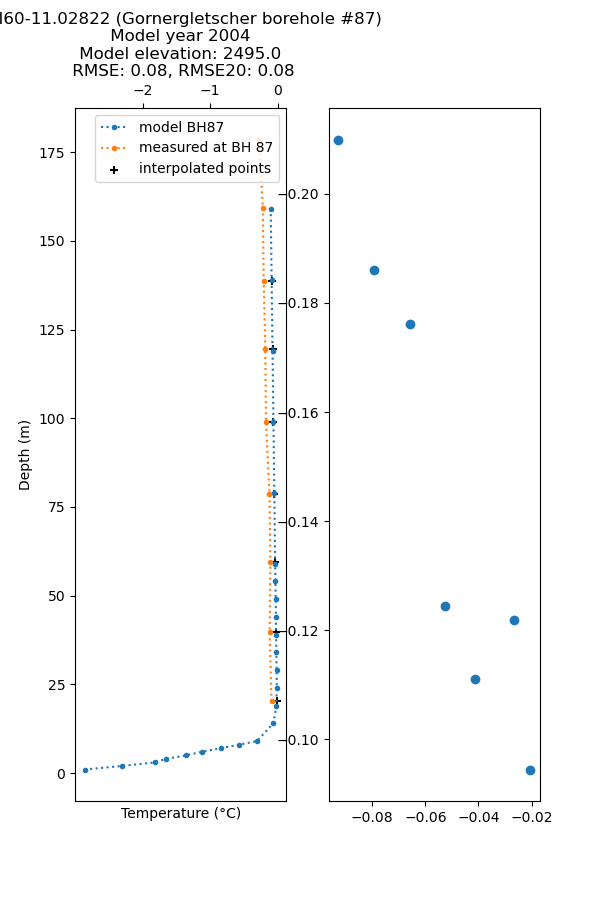 l60-11.02822 (Gornergletscher borehole #87)
Model year 2004
Model elevation: 2495.0
RMSE: 0.08, RMSE20: 0.08
−2 −1 0
model BH87
measured at BH 87
interpolated points
175
150
125
100
75
50
25
0
Depth (m)
Temperature (°C)
−0.20
−0.18
−0.16
−0.14
−0.12
−0.10
−0.08 −0.06 −0.04 −0.02